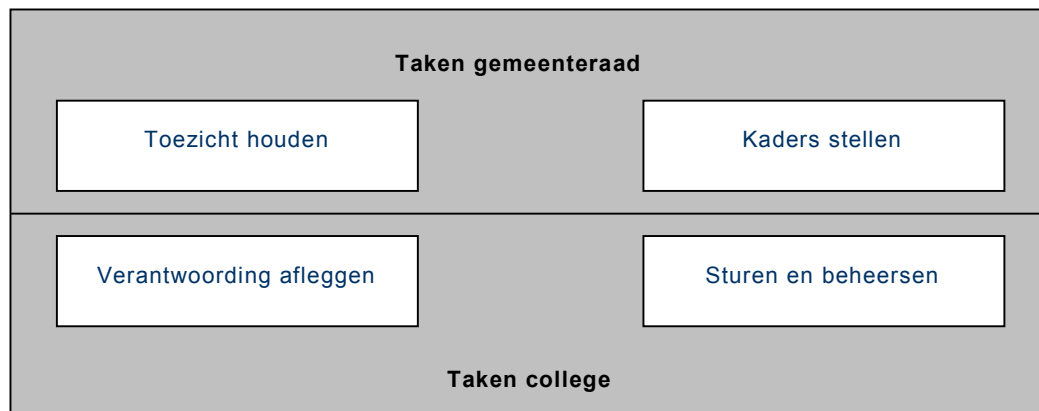 Taken gemeenteraad
Toezicht houden
Kaders stellen
Verantwoording afleggen
Sturen en beheersen
Taken college